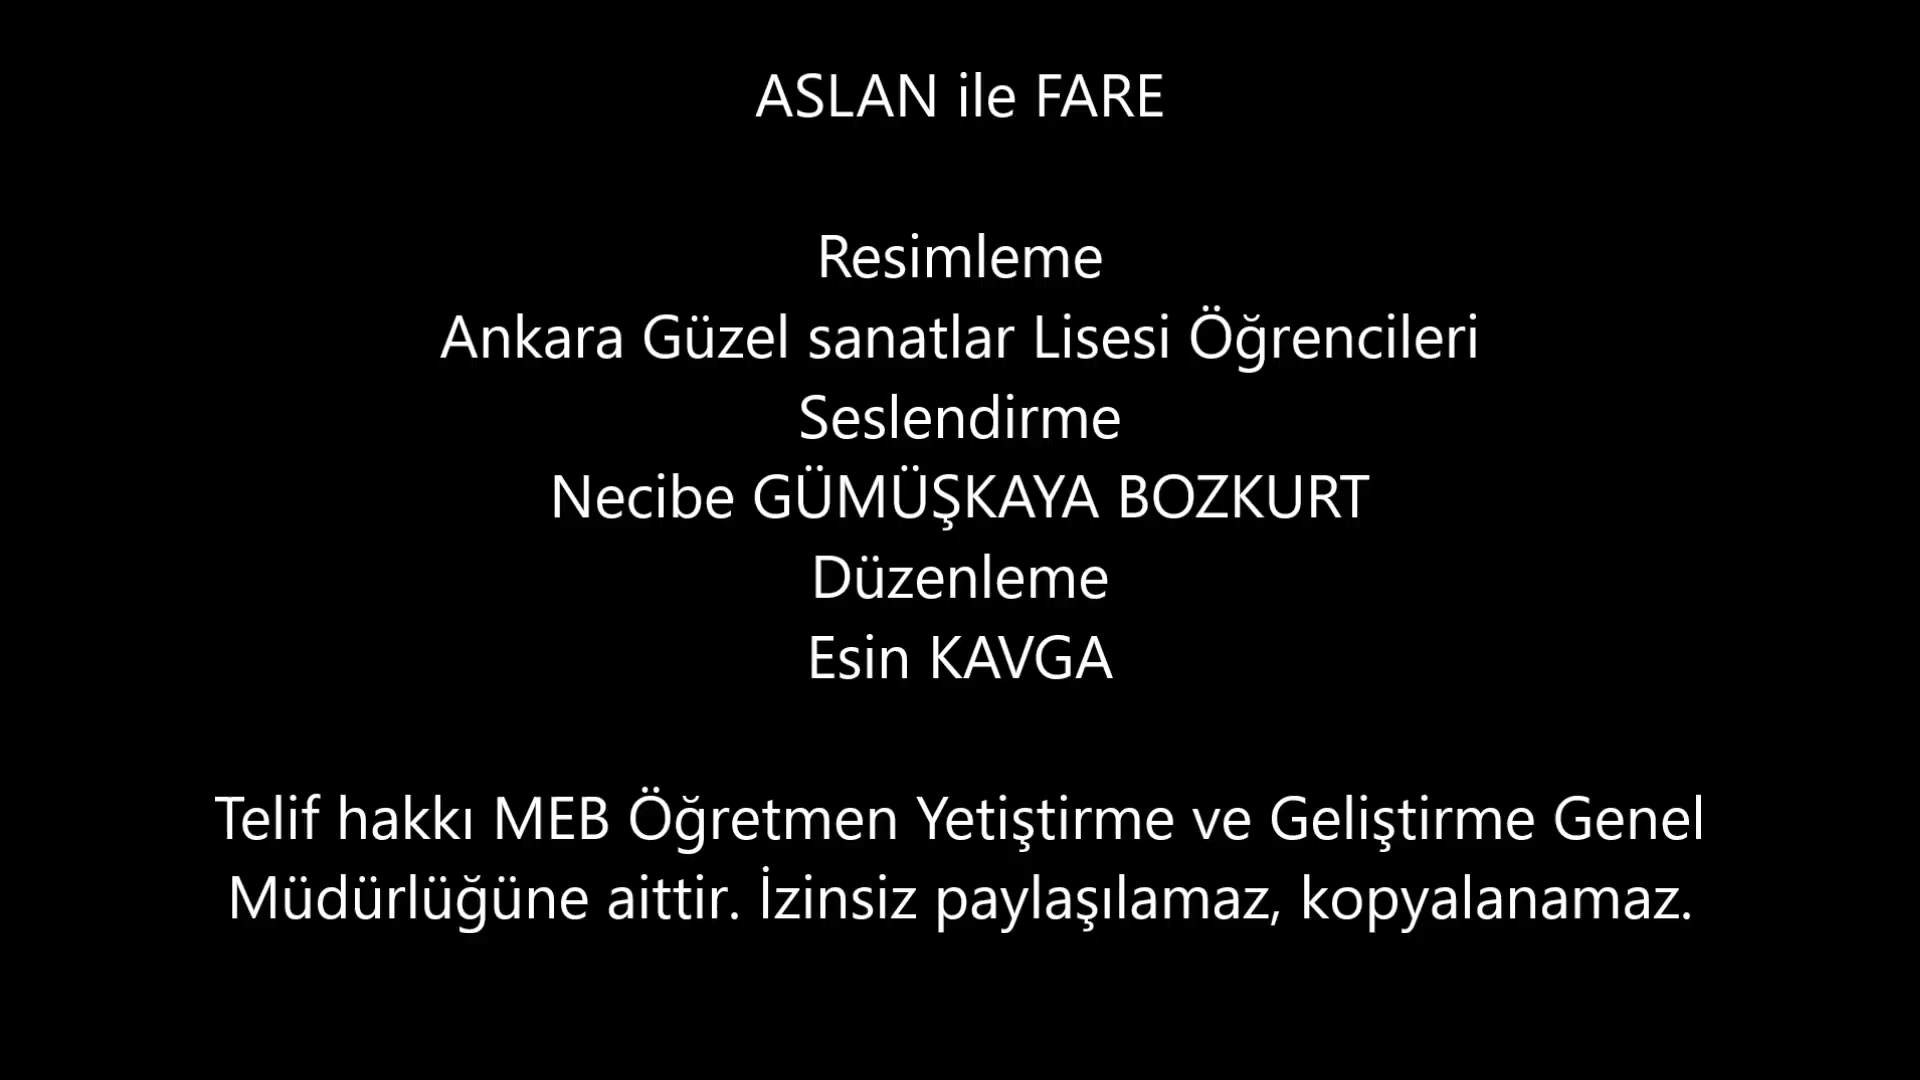 ASLAN ile FARE
Resimleme
Ankara Güzel sanatlar Lisesi Öğrencileri
Seslendirme
Necibe GÜMÜŞKAYA BOZKURT
Düzenleme
Esin KAVGA
Telif hakkı MEB Öğretmen Yetiştirme ve Geliştirme Genel
Müdürlüğüne aittir. İzinsiz paylaşılamaz, kopyalanamaz.